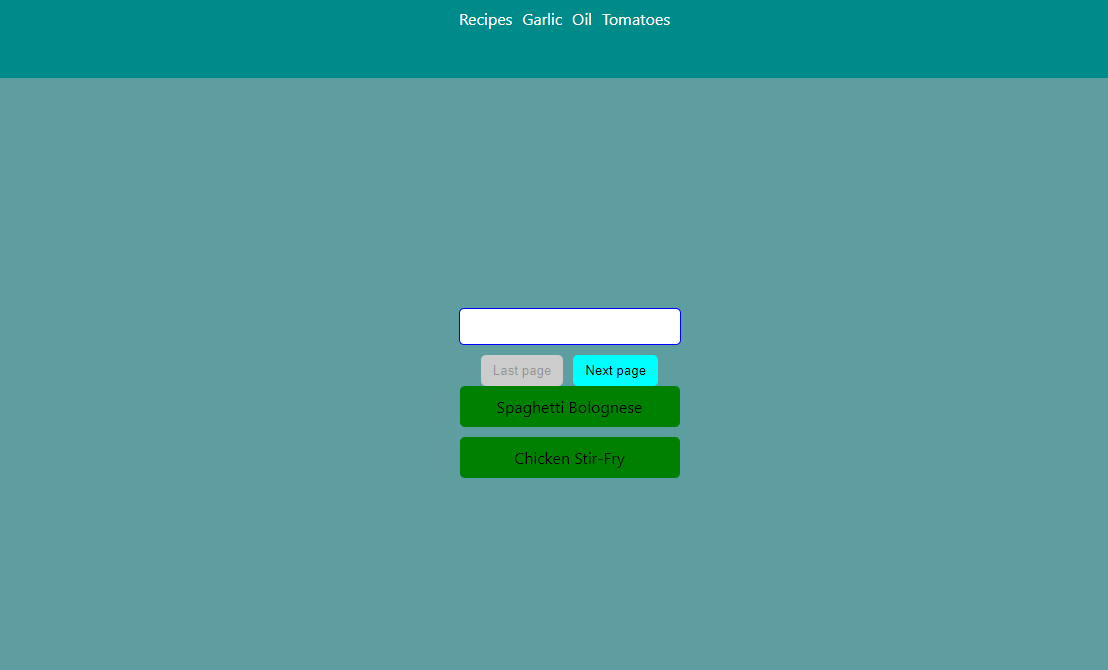 Recipes Garlic Oil Tomatoes
Last page Next page
Spaghetti Bolognese
Chicken Stir-Fry